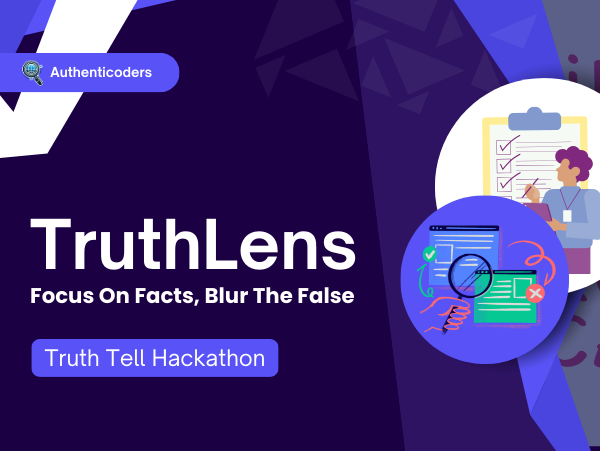 Authenticoders
TruthLens
Focus On Facts, Blur The False
Truth Tell Hackathon